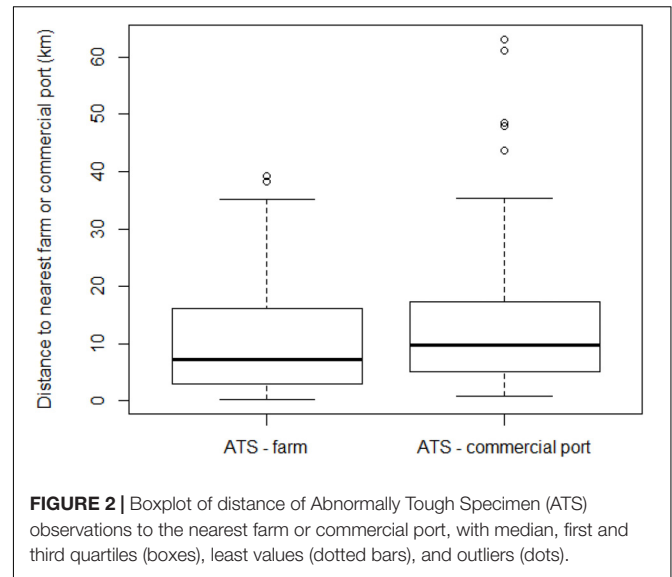 Distance to nearest farm or commercial port (km)
60
50
40
30
20
10
0
ATS - farm
ATS - commercial port
FIGURE 2 | Boxplot of distance of Abnormally Tough Specimen (ATS)
observations to the nearest farm or commercial port, with median, first and
third quartiles (boxes), least values (dotted bars), and outliers (dots).